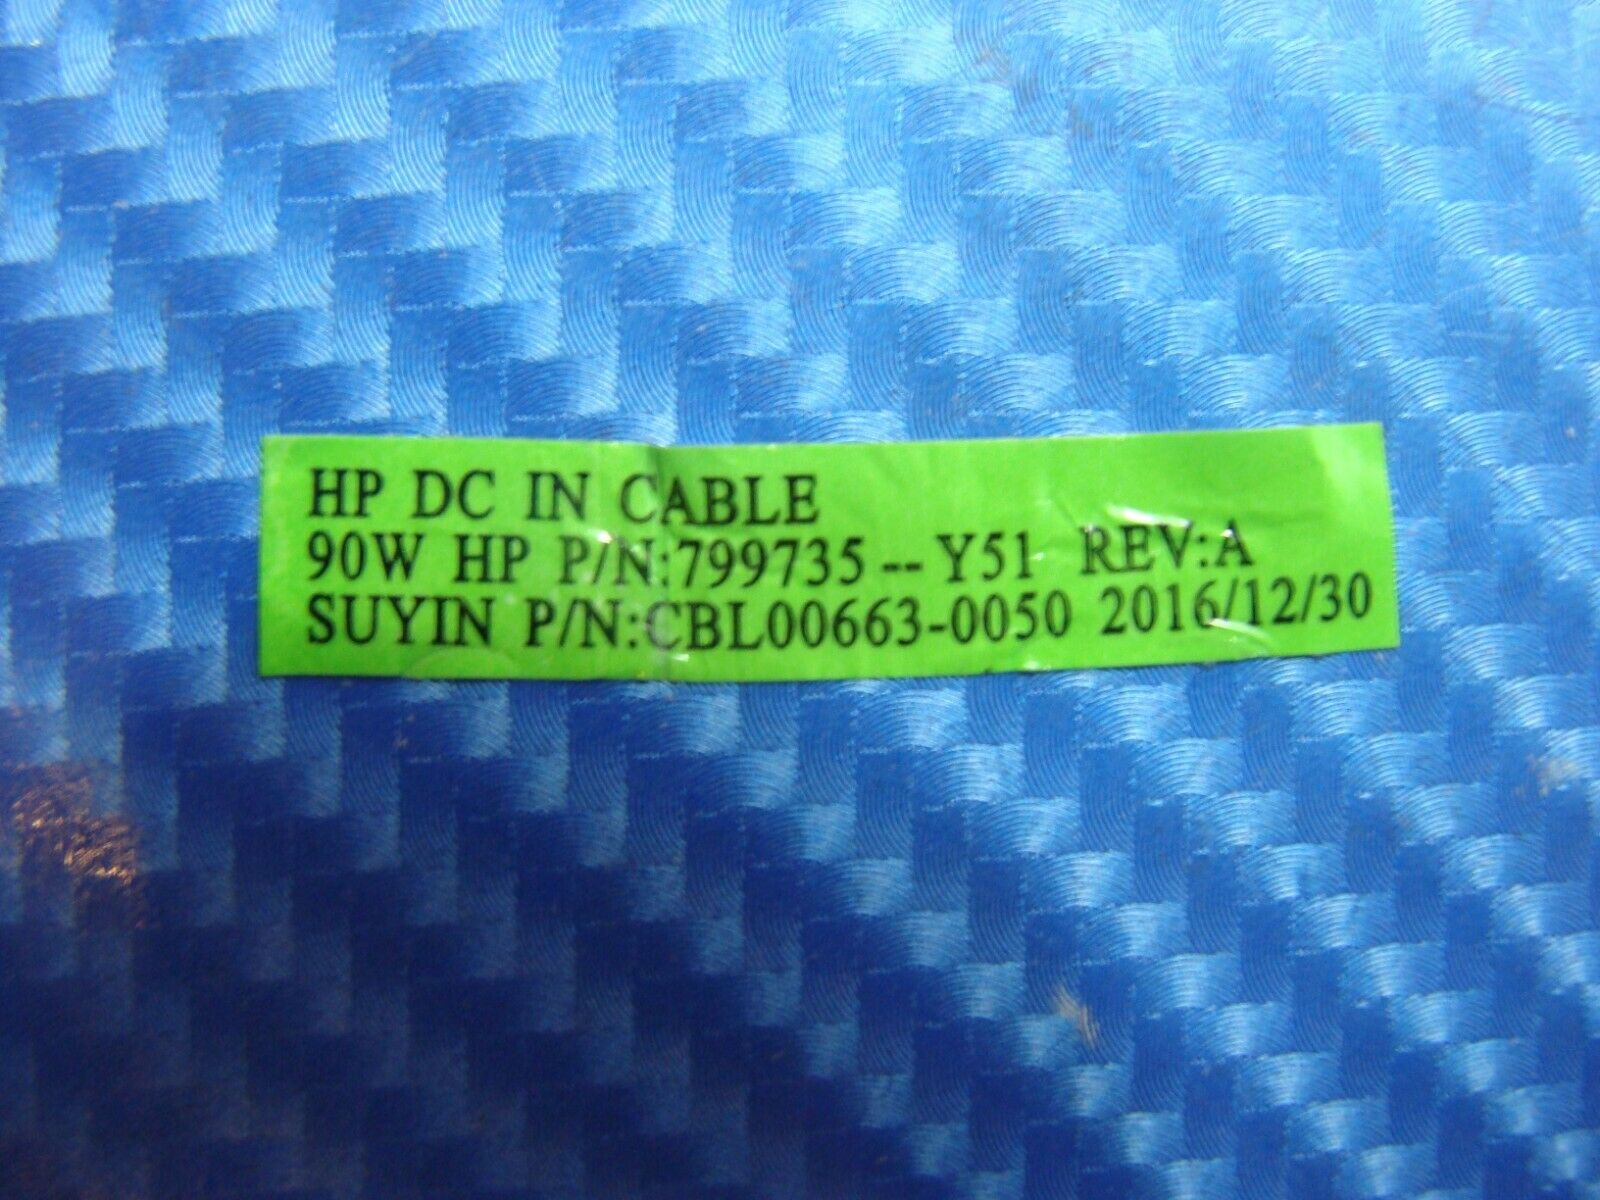 HP DC IN CABLE
90W HP P/N:799735--Y51 REV:A
SUYIN P/N:CBL00663-0050 2016/12/30